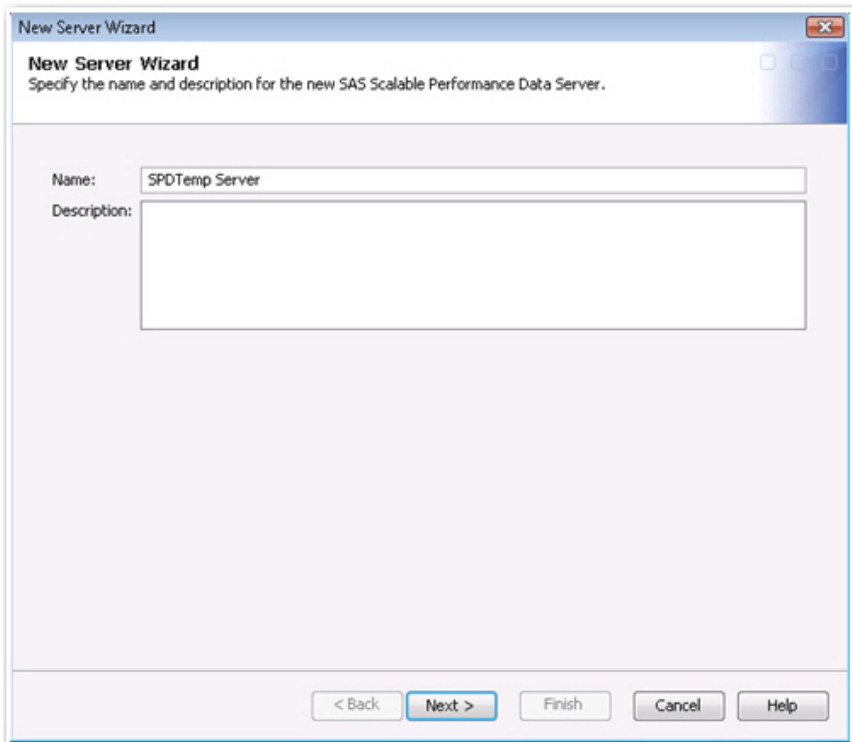 New Server Wizard
New Server Wizard
Specify the name and description for the new SAS Scalable Performance Data Server.
Name: SPDTemp Server
Description:
< Back Next > Finish Cancel Help